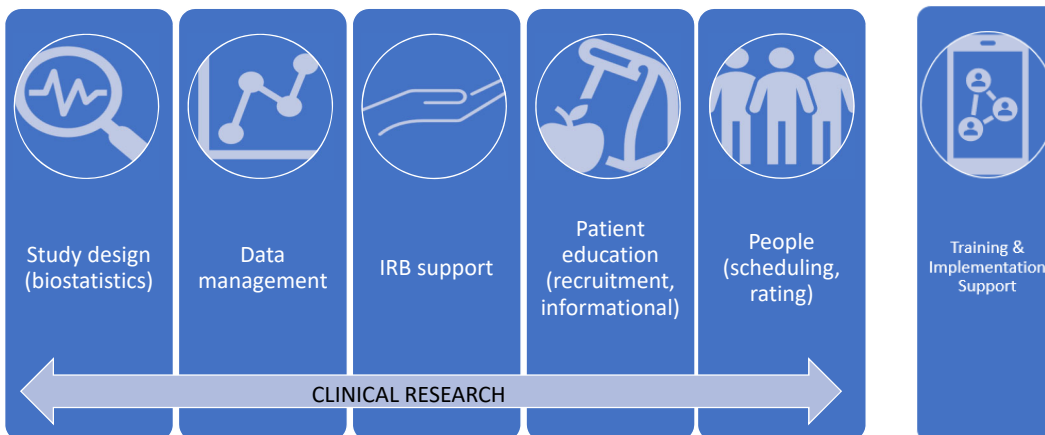 Study design
(biostatistics)
Data
management
IRB support
Patient
education
(recruitment,
informational)
People
(scheduling,
rating)
Training &
Implementation
Support
CLINICAL RESEARCH